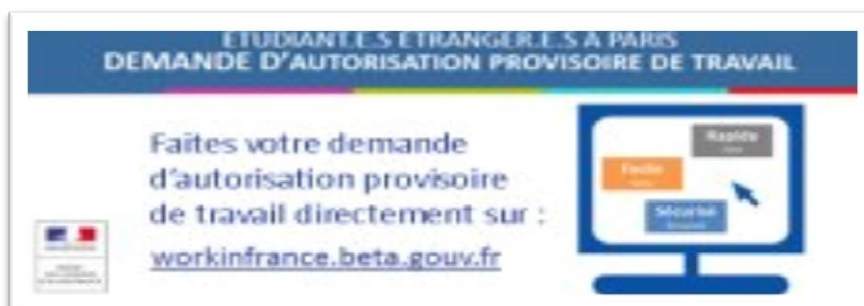 ETUDIANT.E.S ETRANGER.E.S À PARIS
DEMANDE D'AUTORISATION PROVISOIRE DE TRAVAIL
Faites votre demande
d'autorisation provisoire
de travail directement sur :
workinfrance.beta.gouv.fr
Rapide
Facile
Sécurisé